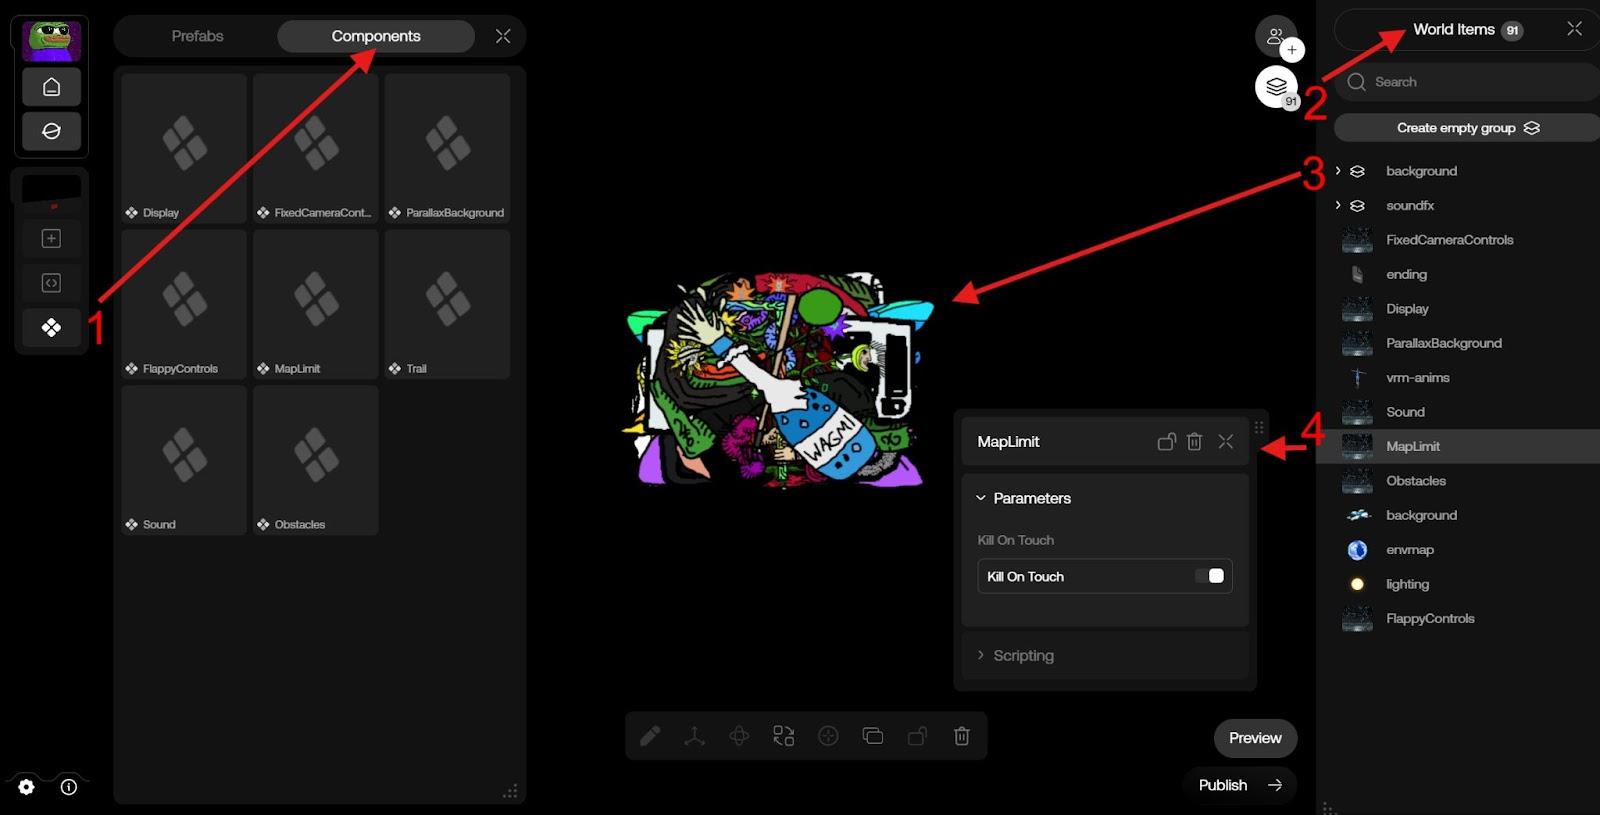 Prefabs
Components
Display
FixedCameraCont...
ParallaxBackground
FlappyControls
MapLimit
Trail
Sound
Obstacles
1
91
2
World Items 91
Search
Create empty group
3
background
soundfx
FixedCameraControls
ending
Display
ParallaxBackground
vrm-anims
Sound
MapLimit
Obstacles
background
envmap
lighting
FlappyControls
WAGMI
4
MapLimit
Parameters
Kill On Touch
Kill On Touch
Scripting
Preview
Publish